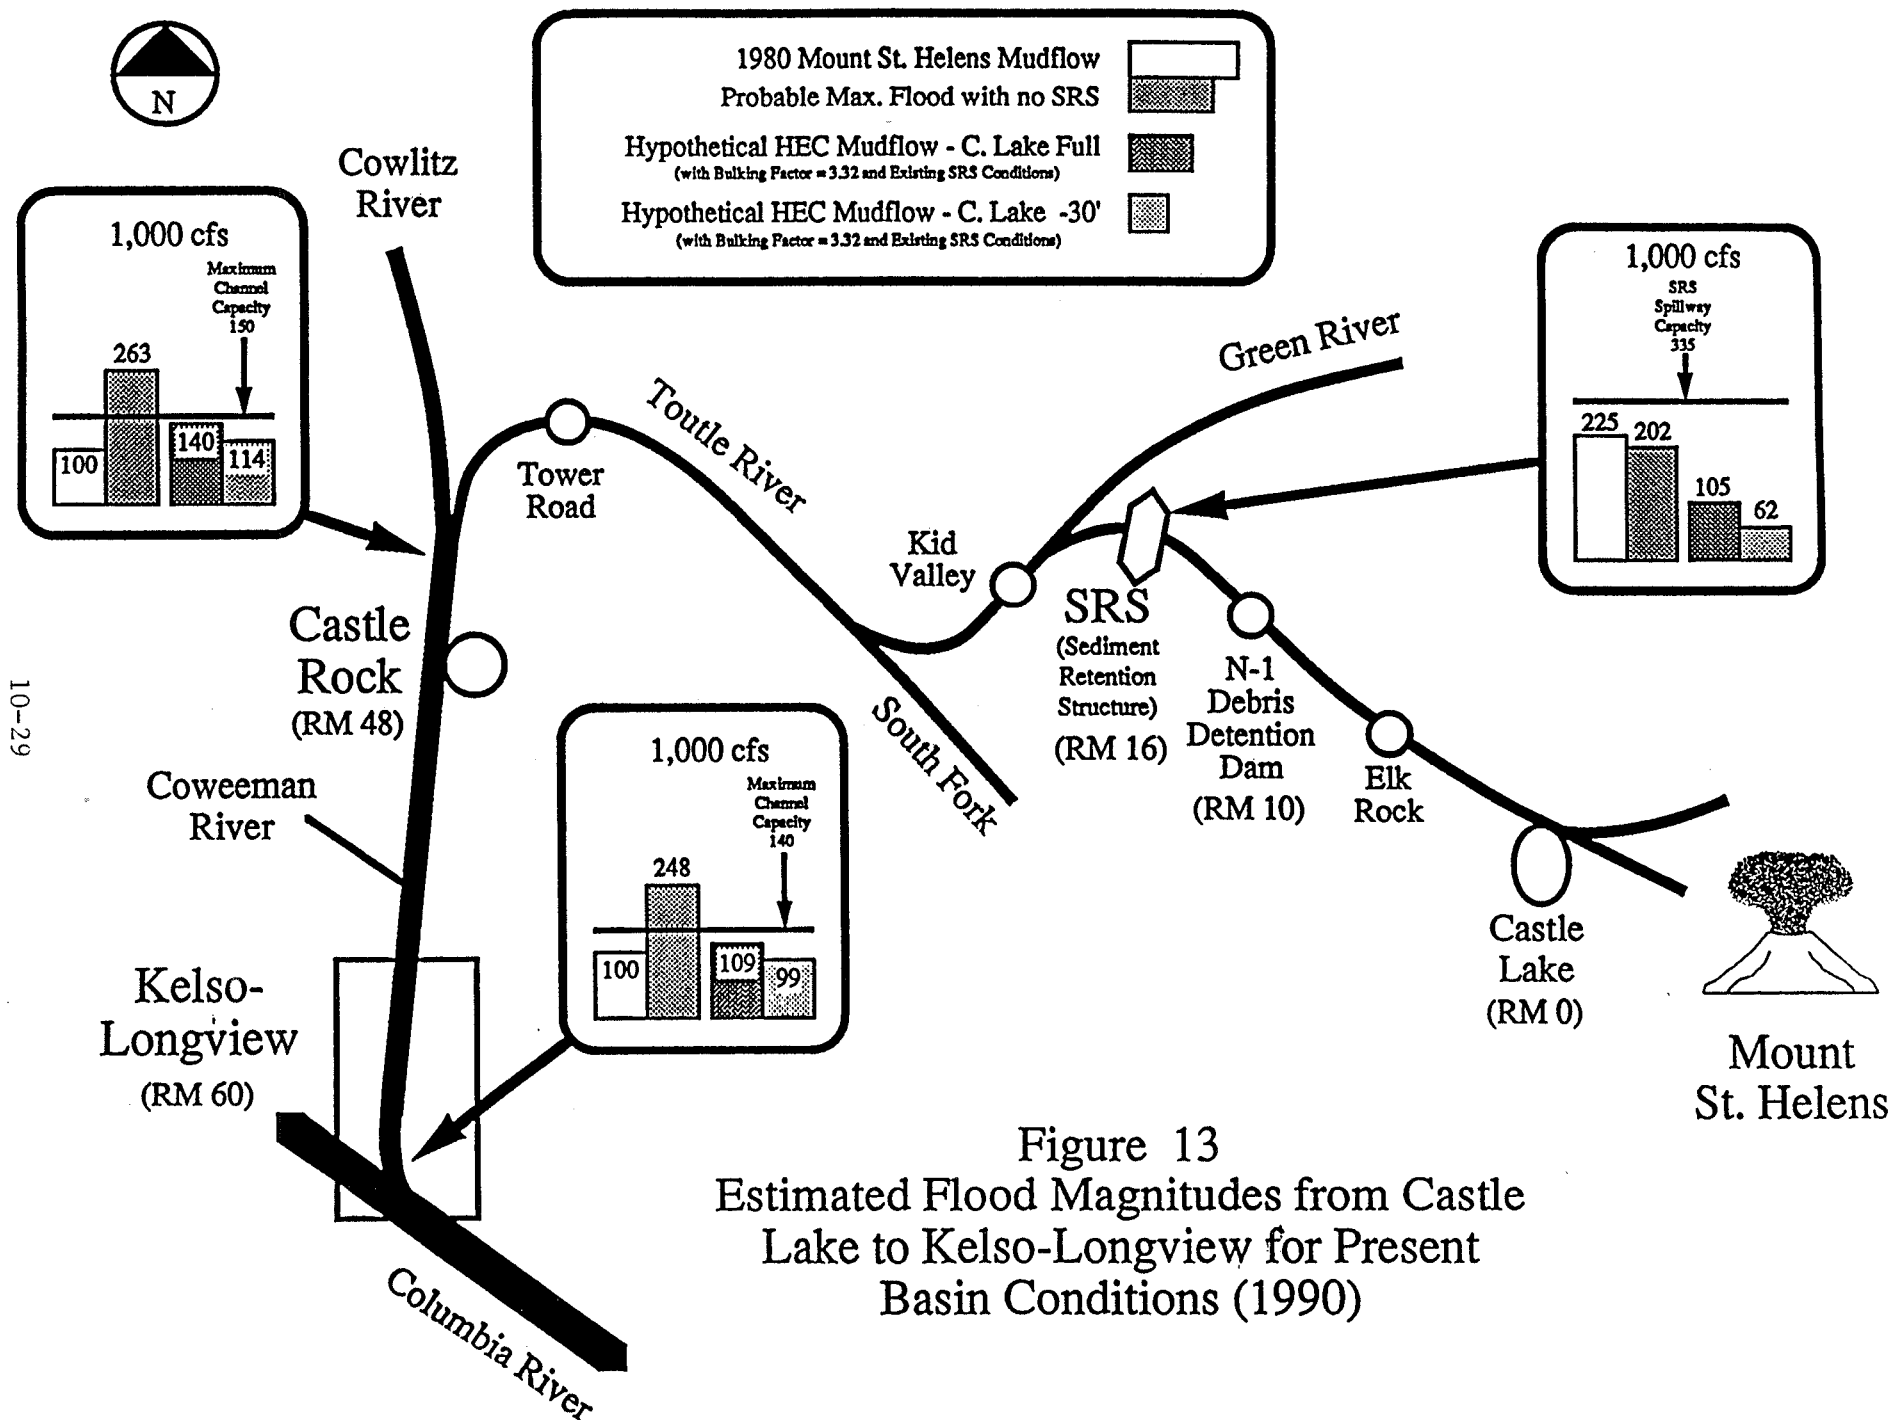 N
1980 Mount St. Helens Mudflow
Probable Max. Flood with no SRS
Hypothetical HEC Mudflow - C. Lake Full
(with Bulking Factor = 3.32 and Existing SRS Conditions)
Hypothetical HEC Mudflow - C. Lake -30'
(with Bulking Factor = 3.32 and Existing SRS Conditions)
Cowlitz
River
1,000 cfs
Maximum
Channel
Capacity
150
263
100
140
114
Tower
Road
Toutle River
Green River
1,000 cfs
SRS
Spillway
Capacity
335
225
202
105
62
Kid
Valley
SRS
(Sediment
Retention
Structure)
(RM 16)
N-1
Debris
Detention
Dam
(RM 10)
Elk
Rock
South Fork
Castle
Rock
(RM 48)
10-29
Coweeman
River
1,000 cfs
Maximum
Channel
Capacity
140
248
100
109
99
Castle
Lake
(RM 0)
Mount
St. Helens
Kelso-
Longview
(RM 60)
Columbia River
Figure 13
Estimated Flood Magnitudes from Castle
Lake to Kelso-Longview for Present
Basin Conditions (1990)